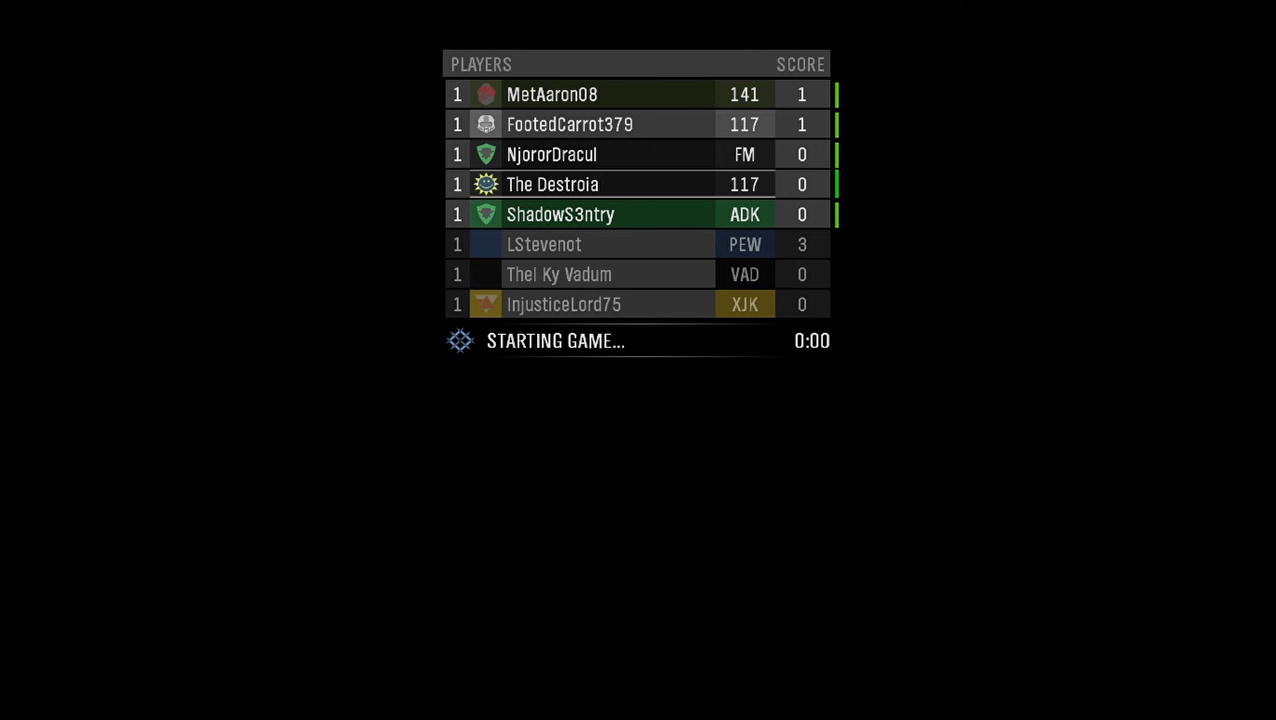 PLAYERS SCORE
1 MetAaron08 141 1
1 FootedCarrot379 117 1
1 NjororDracul FM 0
1 The Destroia 117 0
1 ShadowS3ntry ADK 0
1 LStevenot PEW 3
1 Thel Ky Vadum VAD 0
1 InjusticeLord75 XJK 0
STARTING GAME... 0:00